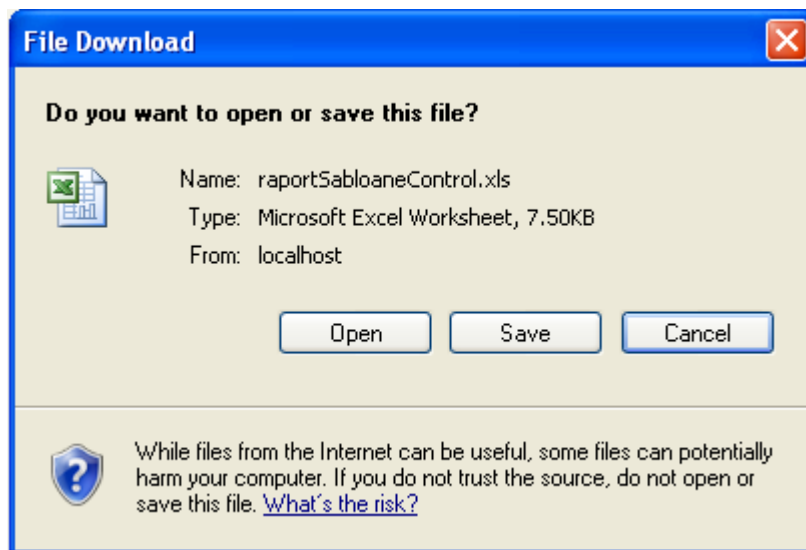 File Download
Do you want to open or save this file?
Name: raportSabloaneControl.xls
Type: Microsoft Excel Worksheet, 7.50KB
From: localhost
Open Save Cancel
While files from the Internet can be useful, some files can potentially
harm your computer. If you do not trust the source, do not open or
save this file. What's the risk?